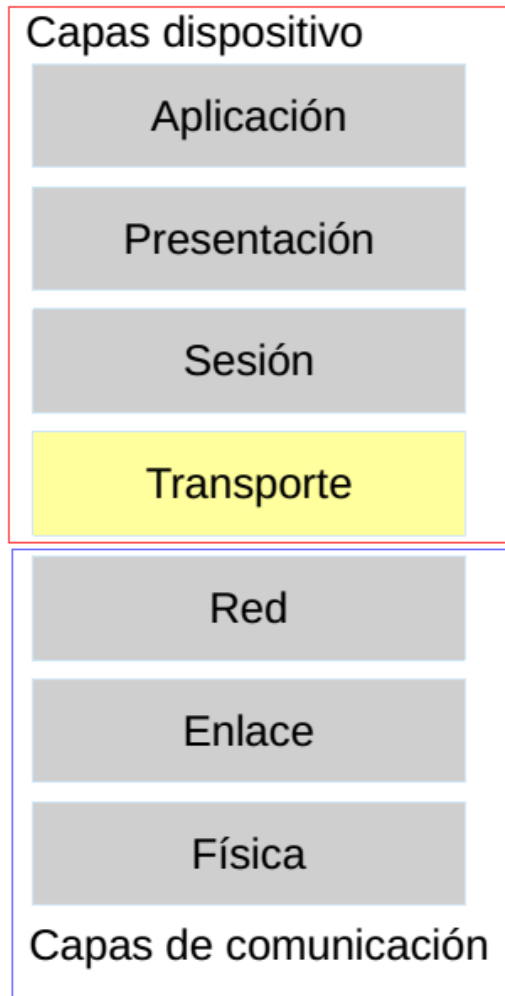 Capas dispositivo
Aplicación
Presentación
Sesión
Transporte
Red
Enlace
Física
Capas de comunicación